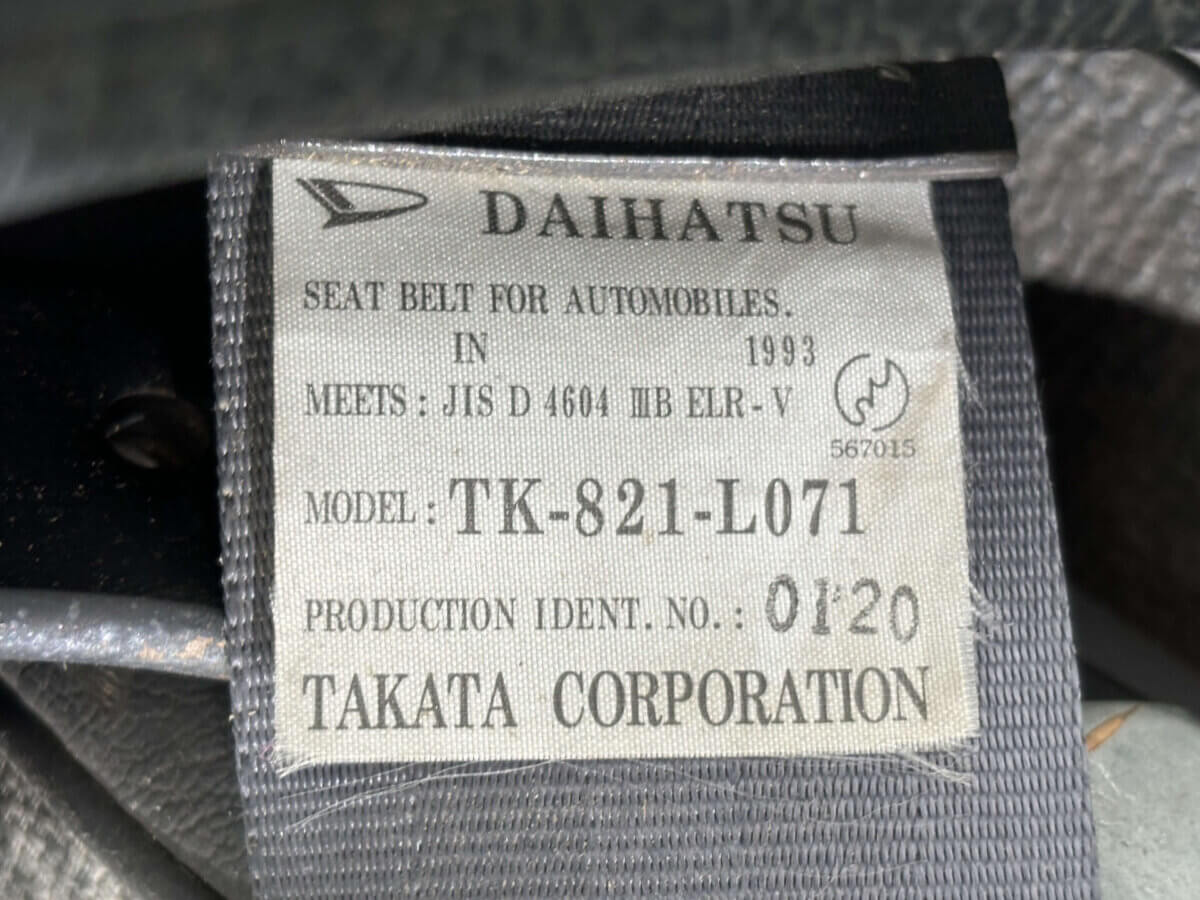 DAIHATSU
SEAT BELT FOR AUTOMOBILES.
IN 1993
MEETS : JIS D 4604 ⅢB ELR-V
567015
MODEL : TK-821-L071
PRODUCTION IDENT. NO. : 0120
TAKATA CORPORATION